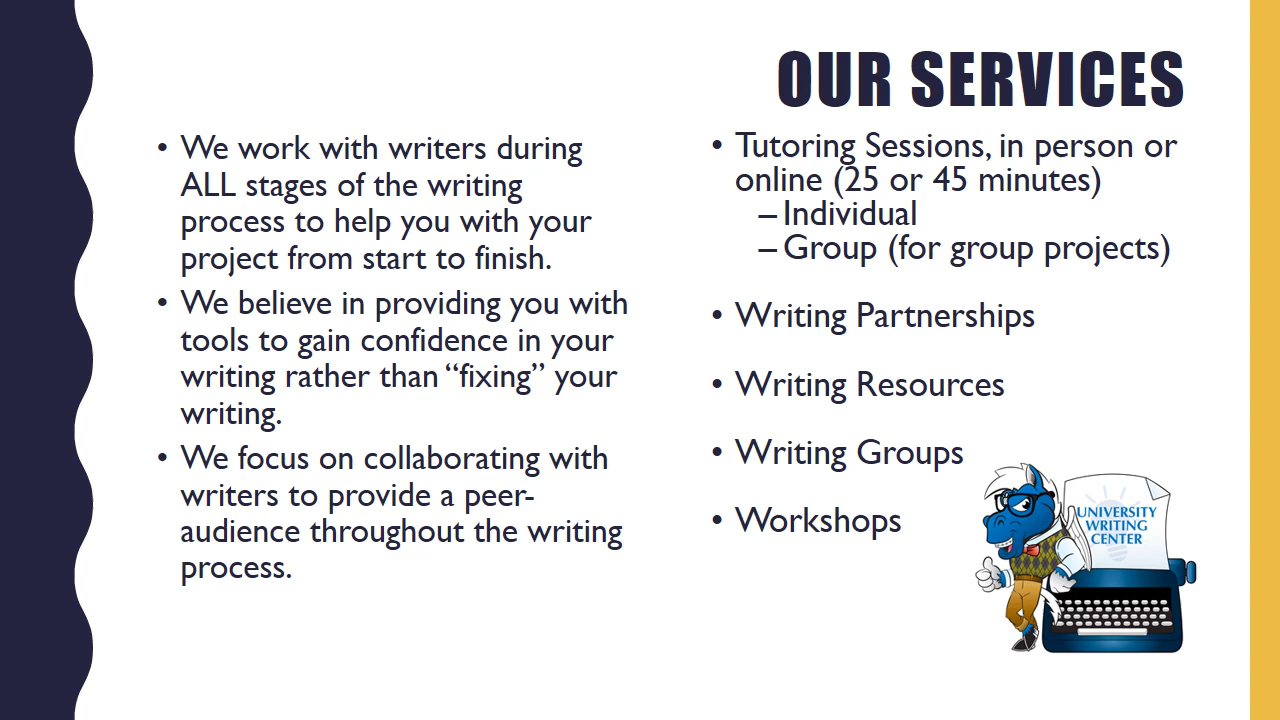 OUR SERVICES
• We work with writers during
ALL stages of the writing
process to help you with your
project from start to finish.
• We believe in providing you with
tools to gain confidence in your
writing rather than “fixing” your
writing.
• We focus on collaborating with
writers to provide a peer-
audience throughout the writing
process.
• Tutoring Sessions, in person or
online (25 or 45 minutes)
– Individual
– Group (for group projects)
• Writing Partnerships
• Writing Resources
• Writing Groups
• Workshops
UNIVERSITY
WRITING
CENTER